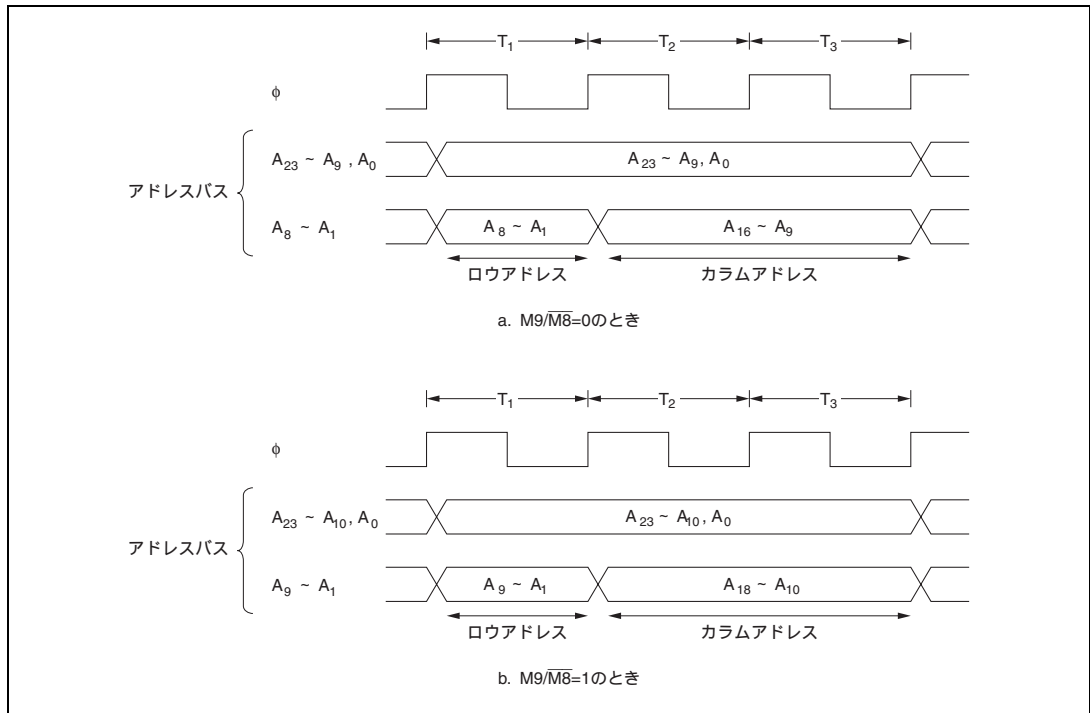 T1 T2 T3
φ
アドレスバス
A23 ~ A9 , A0 A23 ~ A9, A0
A8 ~ A1 A8 ~ A1 A16 ~ A9
ロウアドレス カラムアドレス
a. M9/M8=0のとき
T1 T2 T3
φ
アドレスバス
A23 ~ A10, A0 A23 ~ A10, A0
A9 ~ A1 A9 ~ A1 A18 ~ A10
ロウアドレス カラムアドレス
b. M9/M8=1のとき